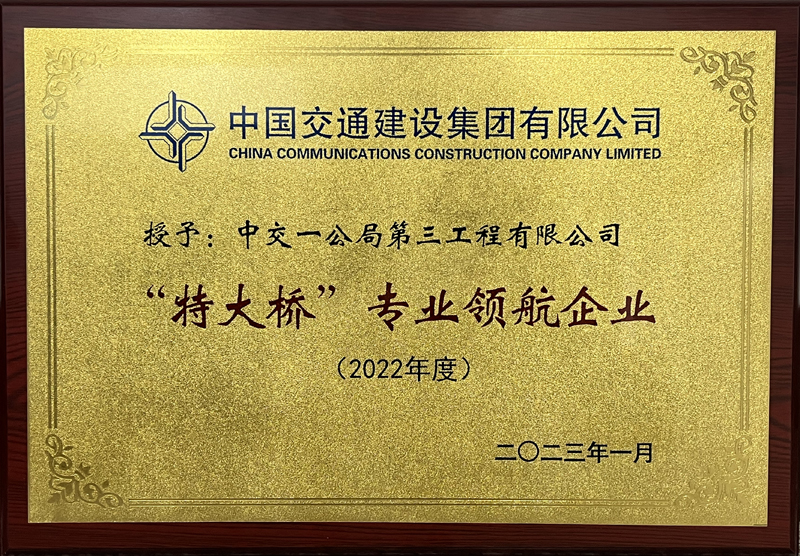 中国交通建设集团有限公司
CHINA COMMUNICATIONS CONSTRUCTION COMPANY LIMITED
授予：中交一公局第三工程有限公司
“特大桥”专业领航企业
（2022年度）
二〇二三年一月